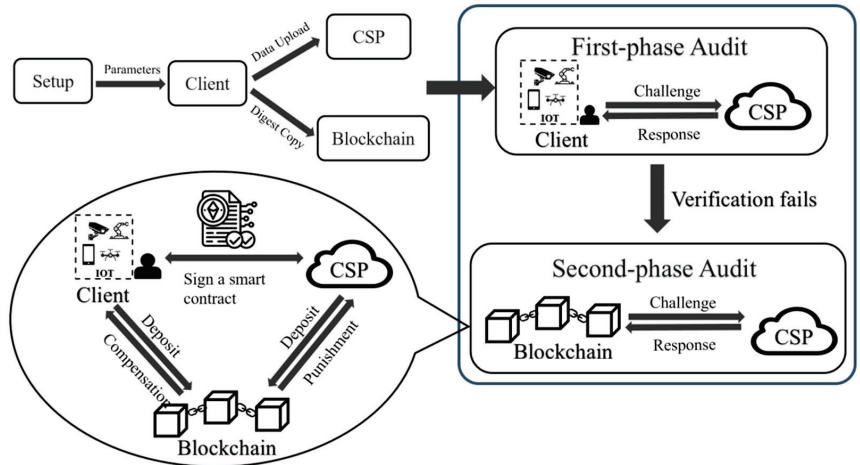 Setup
Parameters
Client
Data Upload
CSP
Digest Copy
Blockchain
First-phase Audit
IOT
Client
Challenge
Response
CSP
Verification fails
Second-phase Audit
Blockchain
Challenge
Response
CSP
IOT
Client
Sign a smart
contract
CSP
Deposit
Compensation
Deposit
Punishment
Blockchain